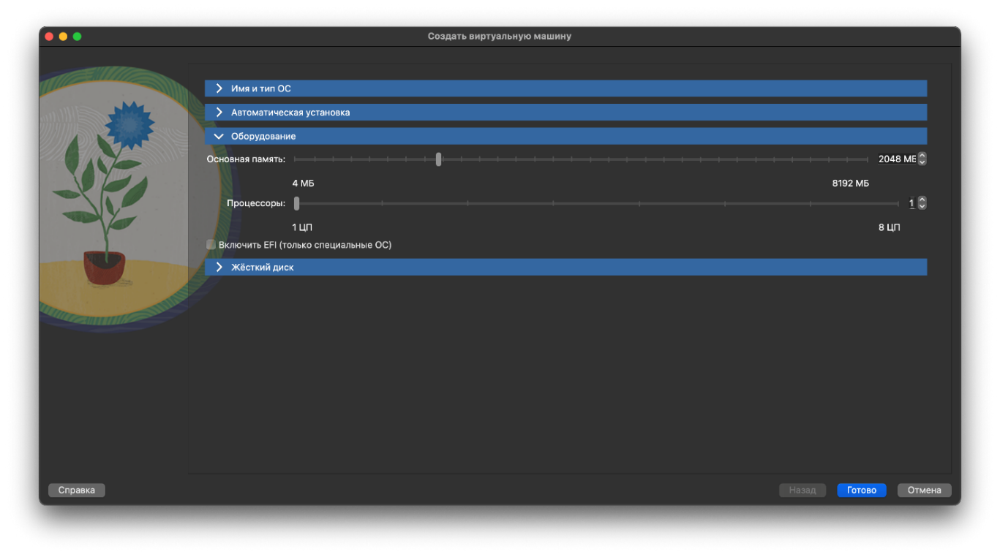 Создать виртуальную машину
Имя и тип ОС
Автоматическая установка
Оборудование
Основная память: 2048 МБ
4 МБ 8192 МБ
Процессоры: 1
1 ЦП 8 ЦП
Включить EFI (только специальные ОС)
Жёсткий диск
Справка Назад Готово Отмена